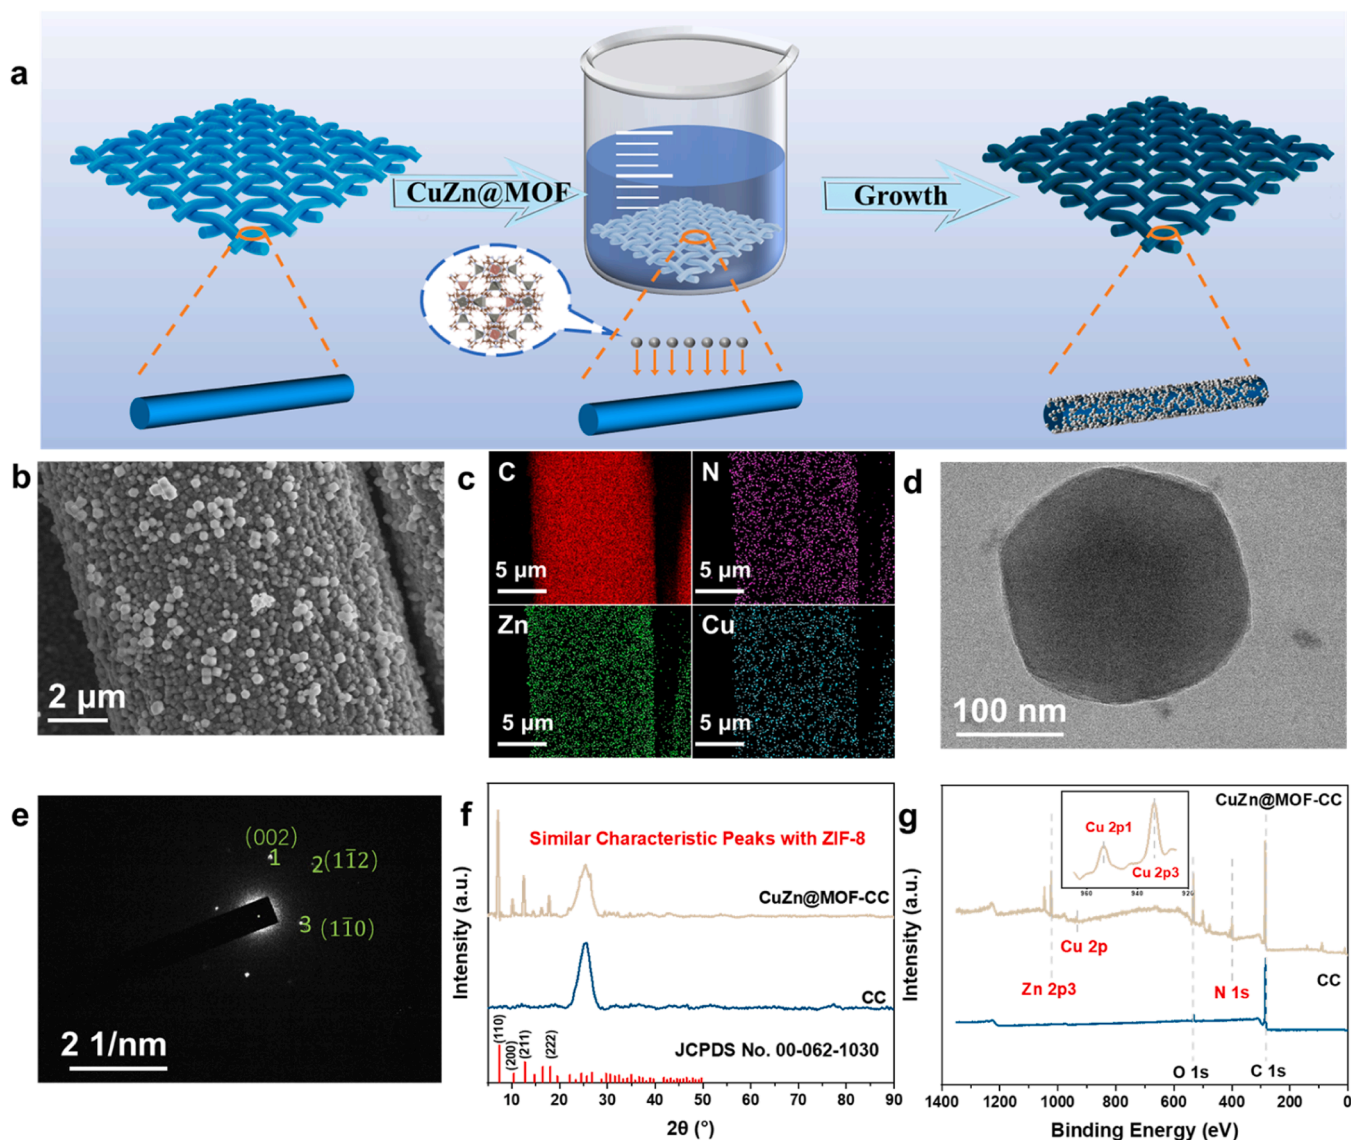 a
CuZn@MOF
Growth
b
2 μm
c
C
5 μm
N
5 μm
Zn
5 μm
Cu
5 μm
d
100 nm
e
(002)
1
2(11̄2)
3(11̄0)
2 1/nm
f
Similar Characteristic Peaks with ZIF-8
CuZn@MOF-CC
CC
(110)
(200)
(211)
(222)
JCPDS No. 00-062-1030
Intensity (a.u.)
10 20 30 40 50 60 70 80 90
2θ (°)
g
CuZn@MOF-CC
Cu 2p1
Cu 2p3
960 940 920
Cu 2p
Zn 2p3
N 1s
CC
O 1s
C 1s
Intensity (a.u.)
1400 1200 1000 800 600 400 200 0
Binding Energy (eV)